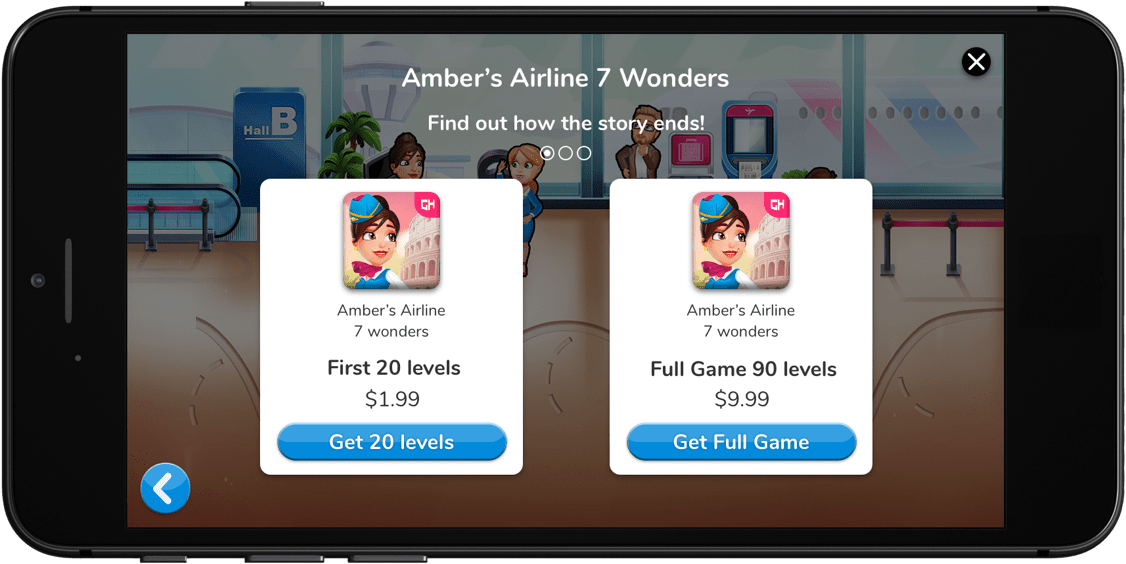 Amber's Airline 7 Wonders
Find out how the story ends!
Hall B
GH
Amber's Airline
7 wonders
First 20 levels
$1.99
Get 20 levels
GH
Amber's Airline
7 wonders
Full Game 90 levels
$9.99
Get Full Game